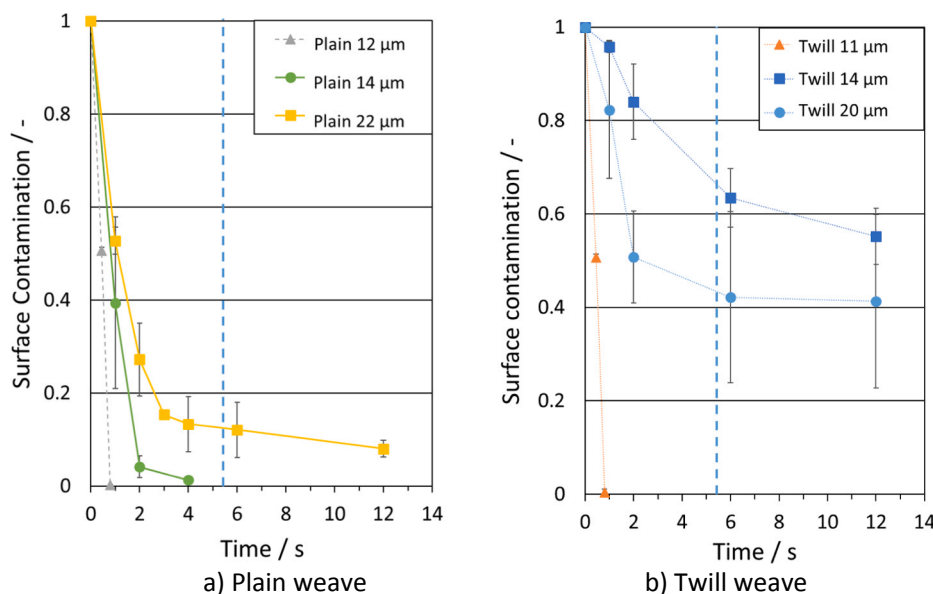 Surface Contamination / -
1
0.8
0.6
0.4
0.2
0
Plain 12 µm
Plain 14 µm
Plain 22 µm
0 2 4 6 8 10 12 14
Time / s
a) Plain weave
Surface contamination / -
1
0.8
0.6
0.4
0.2
0
Twill 11 µm
Twill 14 µm
Twill 20 µm
0 2 4 6 8 10 12 14
Time / s
b) Twill weave